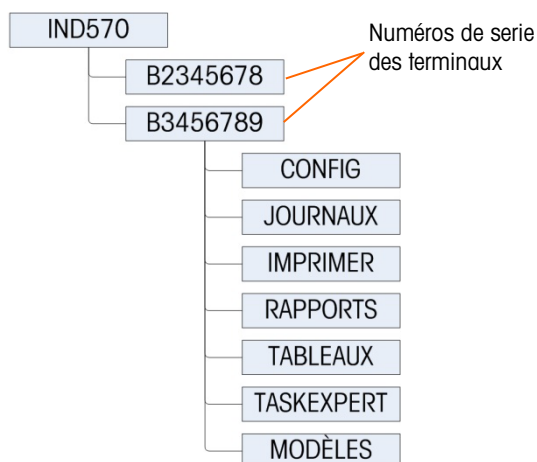 IND570
Numéros de serie
des terminaux
B2345678
B3456789
CONFIG
JOURNAUX
IMPRIMER
RAPPORTS
TABLEAUX
TASKEXPERT
MODÈLES